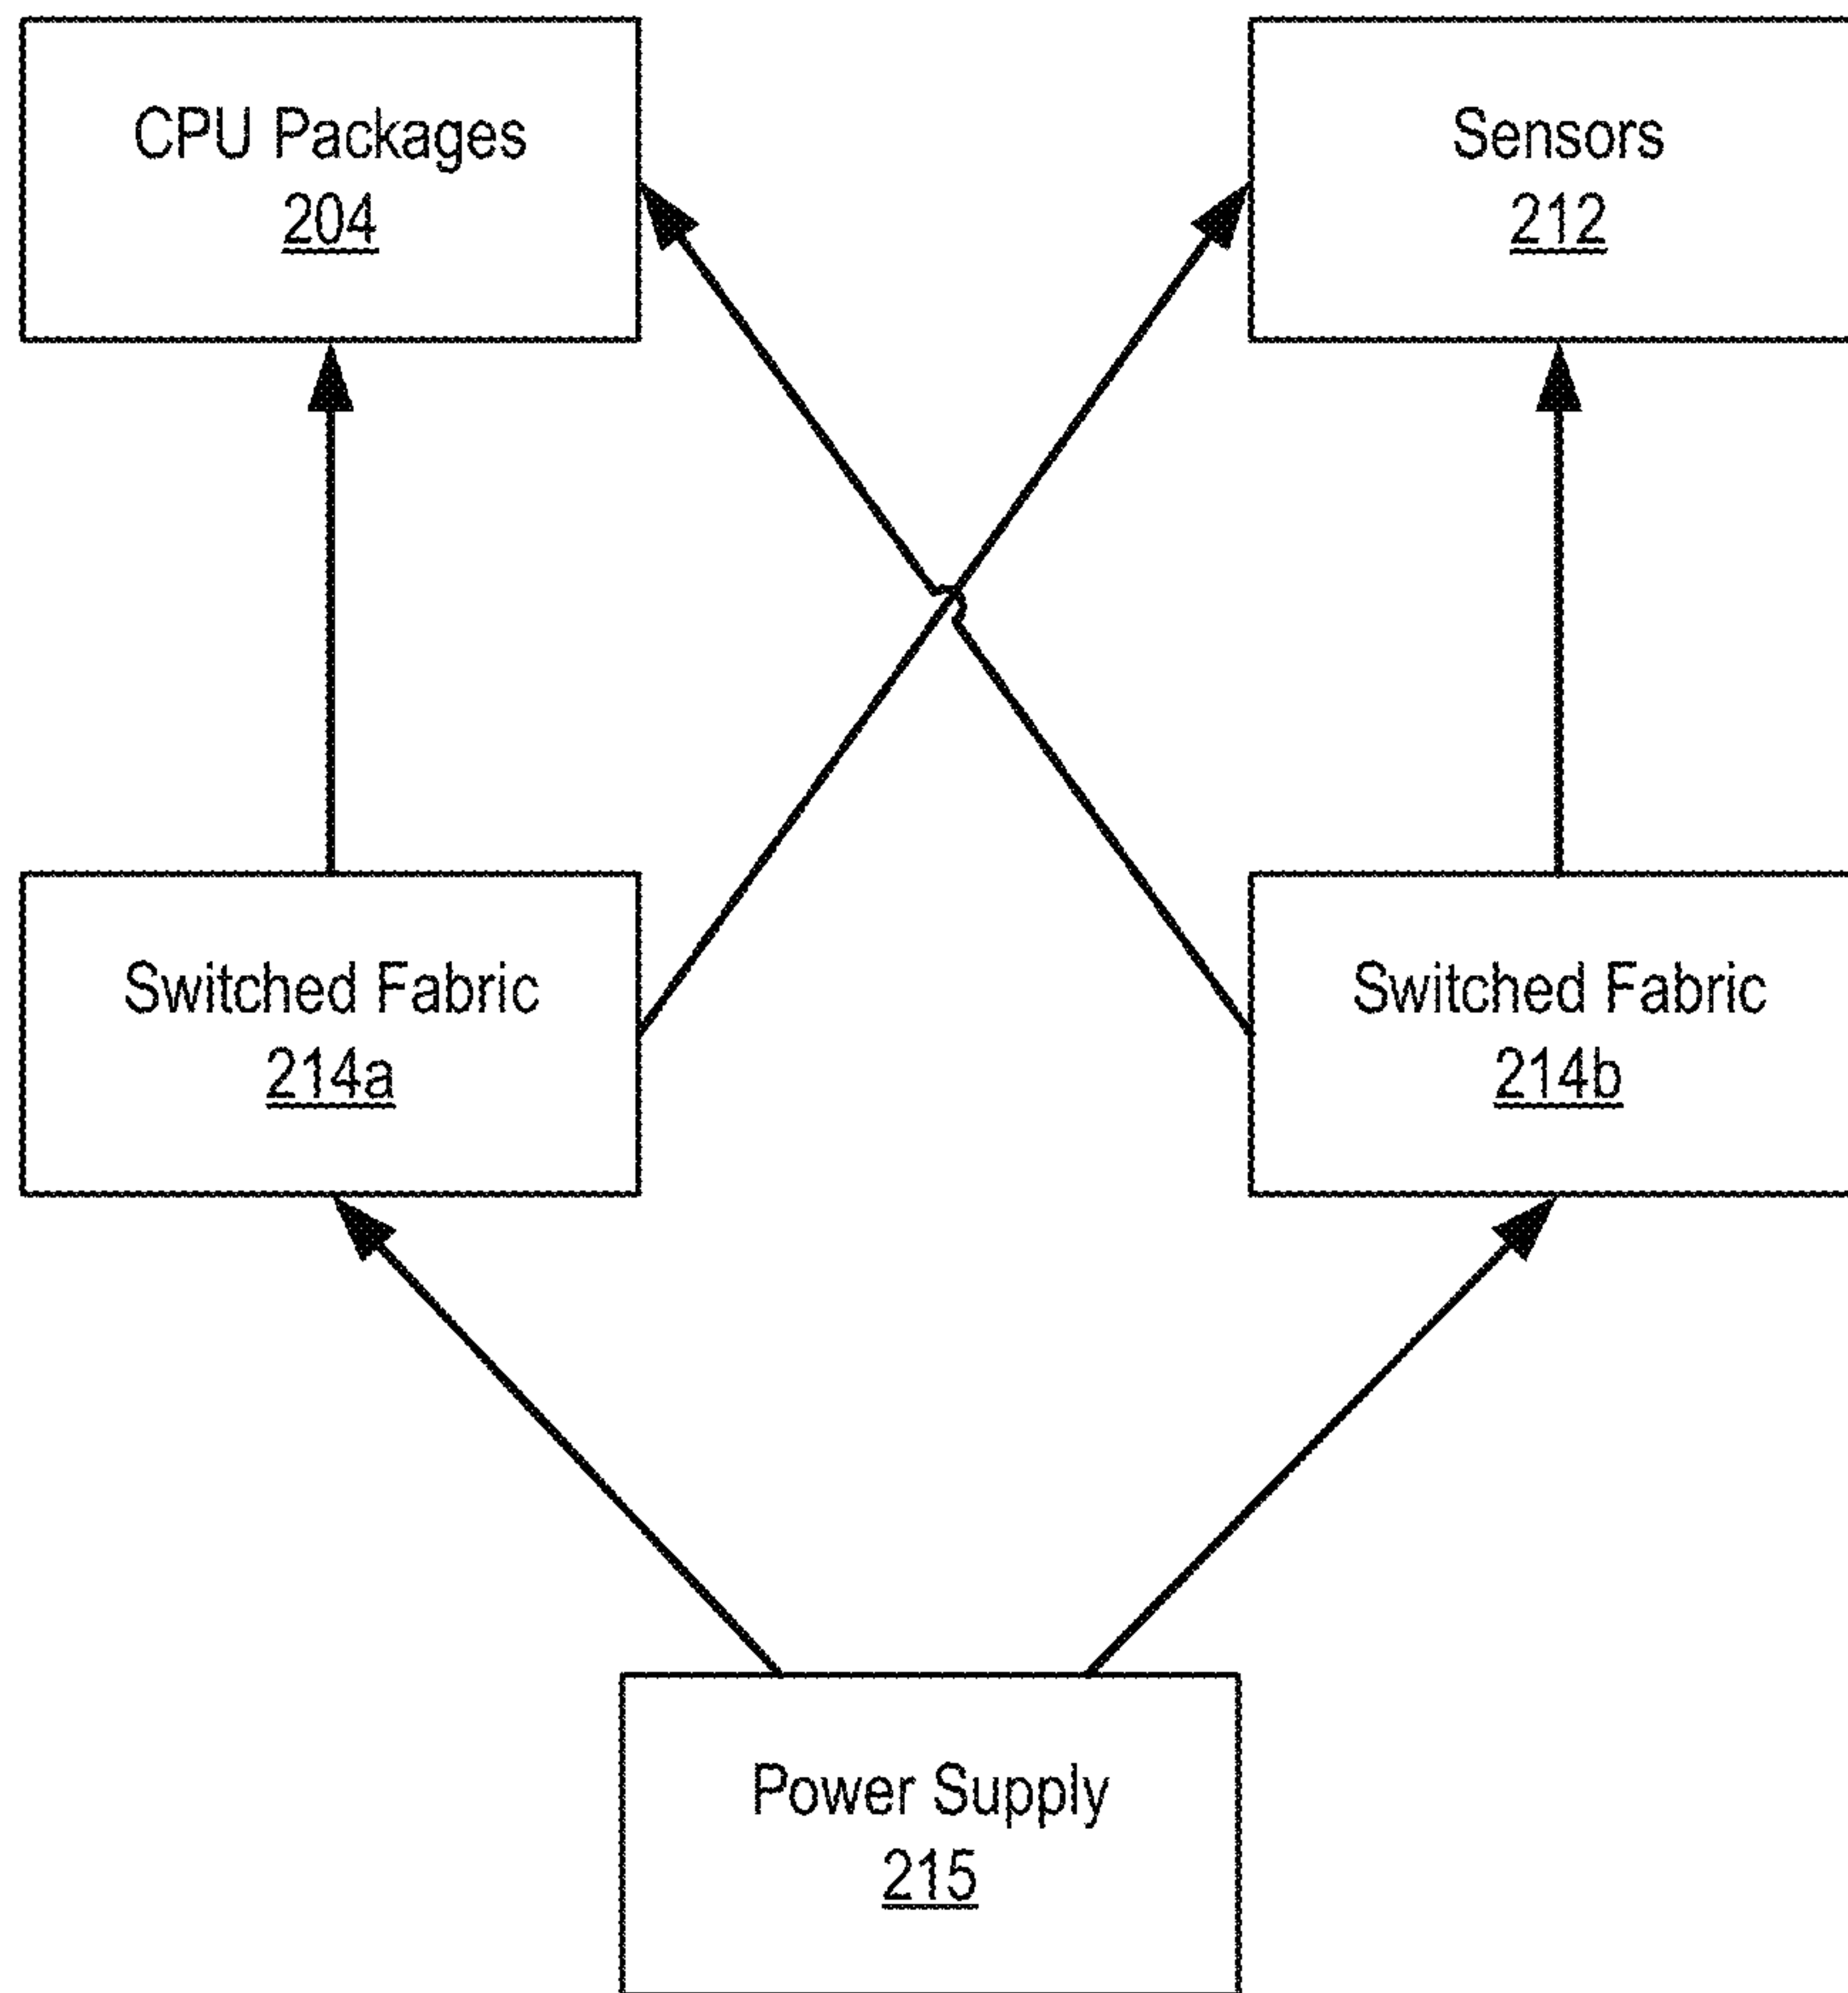 CPU Packages
204
Sensors
212
Switched Fabric
214a
Switched Fabric
214b
Power Supply
215